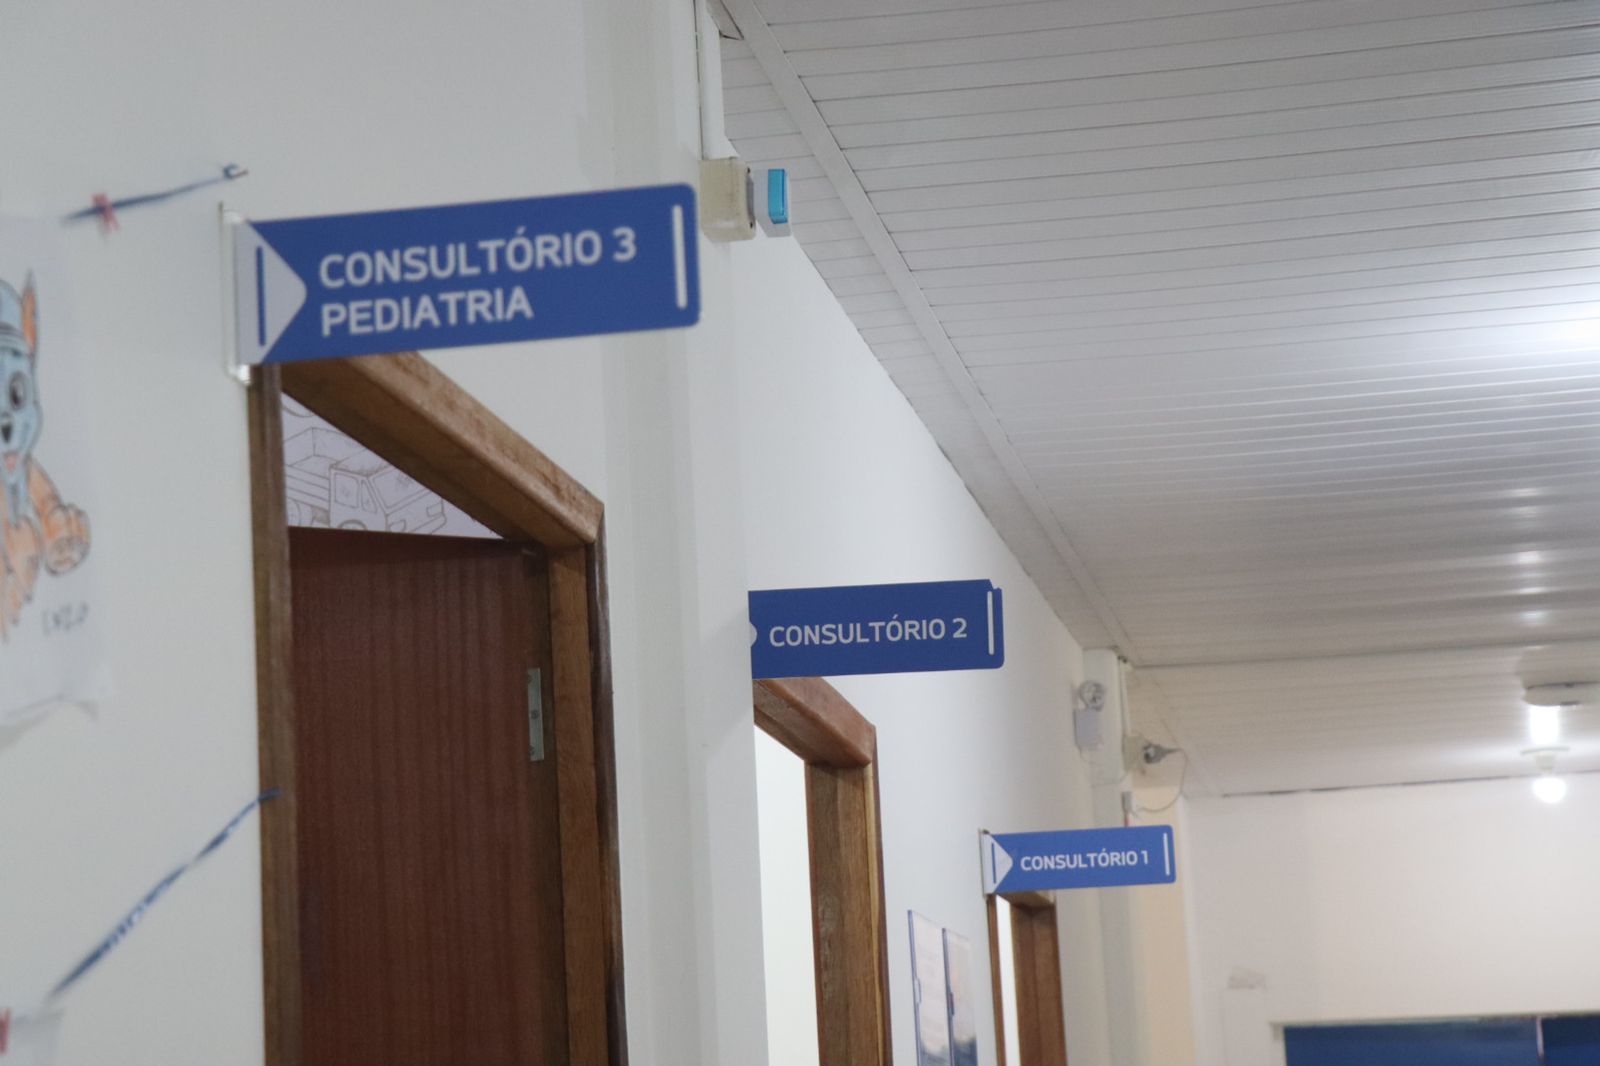 CONSULTÓRIO 3
PEDIATRIA
CONSULTÓRIO 2
CONSULTÓRIO 1